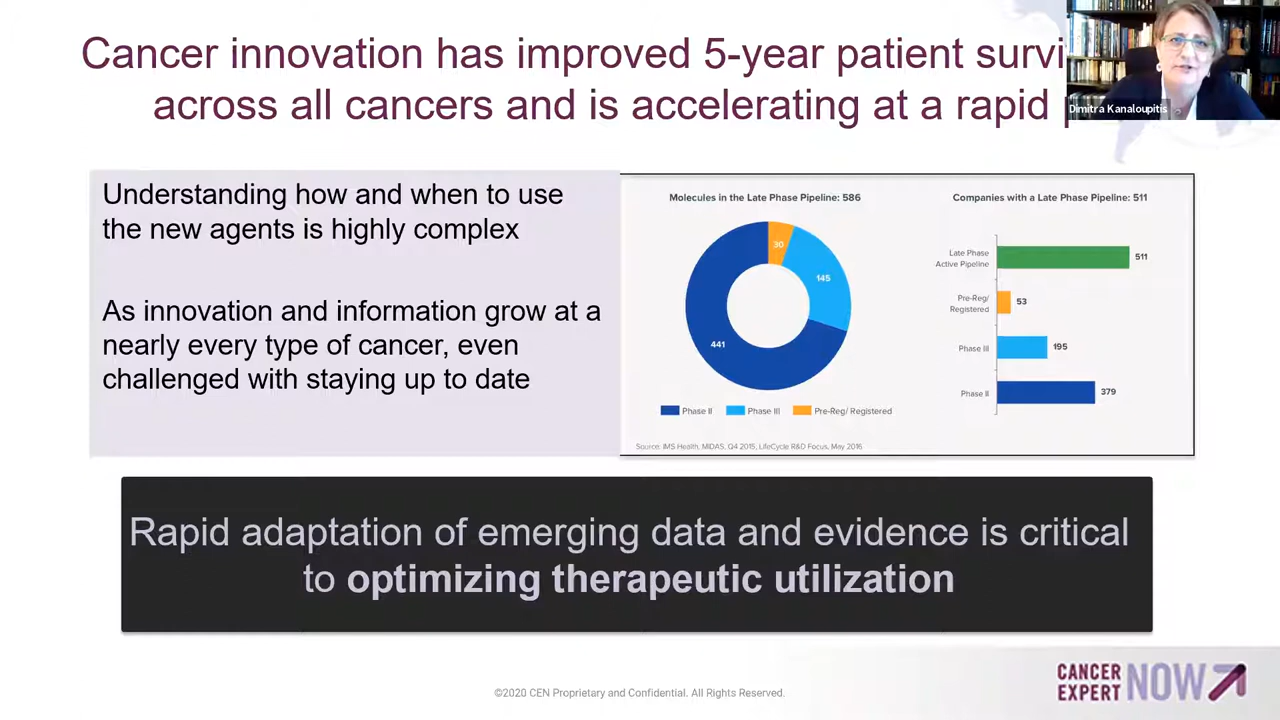 Cancer innovation has improved 5-year patient
across all cancers and is accelerating at a rapid
Dimitra Kanaloupitis
Understanding how and when to use
the new agents is highly complex
As innovation and information grow at a
nearly every type of cancer, even
challenged with staying up to date
Molecules in the Late Phase Pipeline: 586
30
145
441
Phase II
Phase III
Pre-Reg/ Registered
Source: IMS Health, MIDAS, Q4 2015, LifeCycle R&D Focus, May 2016
Companies with a Late Phase Pipeline: 511
Late Phase
Active Pipeline
511
Pre-Reg/
Registered
53
Phase III
195
Phase II
379
Rapid adaptation of emerging data and evidence is critical
to optimizing therapeutic utilization
©2020 CEN Proprietary and Confidential. All Rights Reserved.
CANCER
EXPERT
NOW